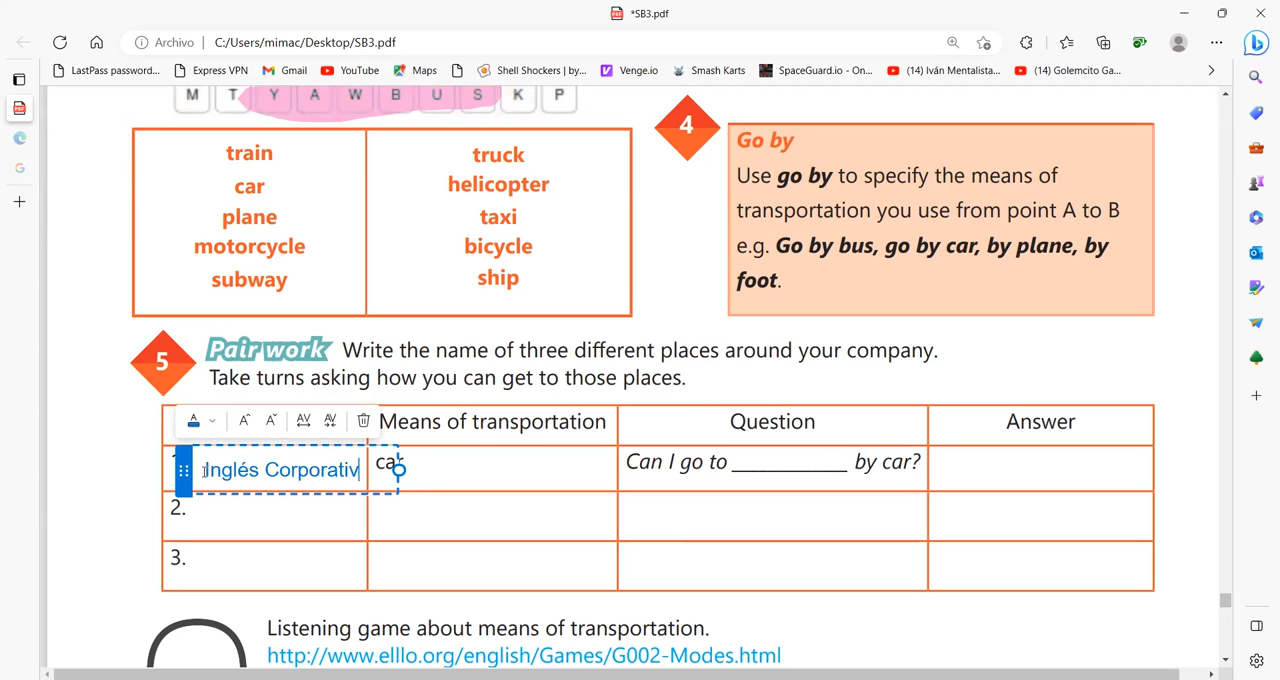 *SB3.pdf
Archivo C:/Users/mimac/Desktop/SB3.pdf
LastPass password... Express VPN Gmail YouTube Maps Shell Shockers | by... Venge.io Smash Karts SpaceGuard.io - On... (14) Iván Mentalista... (14) Golemcito Ga...
M T Y A W B U S K P
train
car
plane
motorcycle
subway
truck
helicopter
taxi
bicycle
ship
4
Go by
Use go by to specify the means of
transportation you use from point A to B
e.g. Go by bus, go by car, by plane, by
foot.
5 Pair work Write the name of three different places around your company.
Take turns asking how you can get to those places.
Means of transportation Question Answer
Inglés Corporativ car Can I go to ____________ by car?
2.
3.
Listening game about means of transportation.
http://www.elllo.org/english/Games/G002-Modes.html